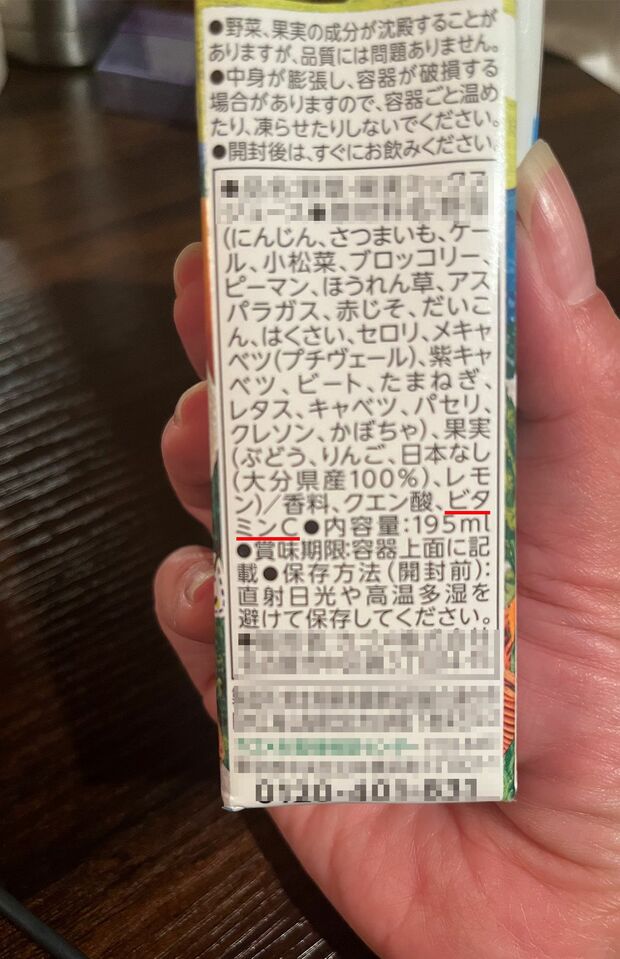 ●野菜、果実の成分が沈殿することが
ありますが、品質には問題ありません。
●中身が膨張し、容器が破損する
場合がありますので、容器ごと温め
たり、凍らせたりしないでください。
●開封後は、すぐにお飲みください。
(にんじん、さつまいも、ケー
ル、小松菜、ブロッコリー、
ピーマン、ほうれん草、アス
パラガス、赤じそ、だいこ
ん、はくさい、セロリ、メキャ
ベツ(プチヴェール)、紫キャ
ベツ、ビート、たまねぎ、
レタス、キャベツ、パセリ、
クレソン、かぼちゃ)、果実
(ぶどう、りんご、日本なし
(大分県産100%)、レモ
ン)/香料、クエン酸、ビタ
ミンC●内容量:195ml
●賞味期限:容器上面に記
載●保存方法(開封前):
直射日光や高温多湿を
避けて保存してください。